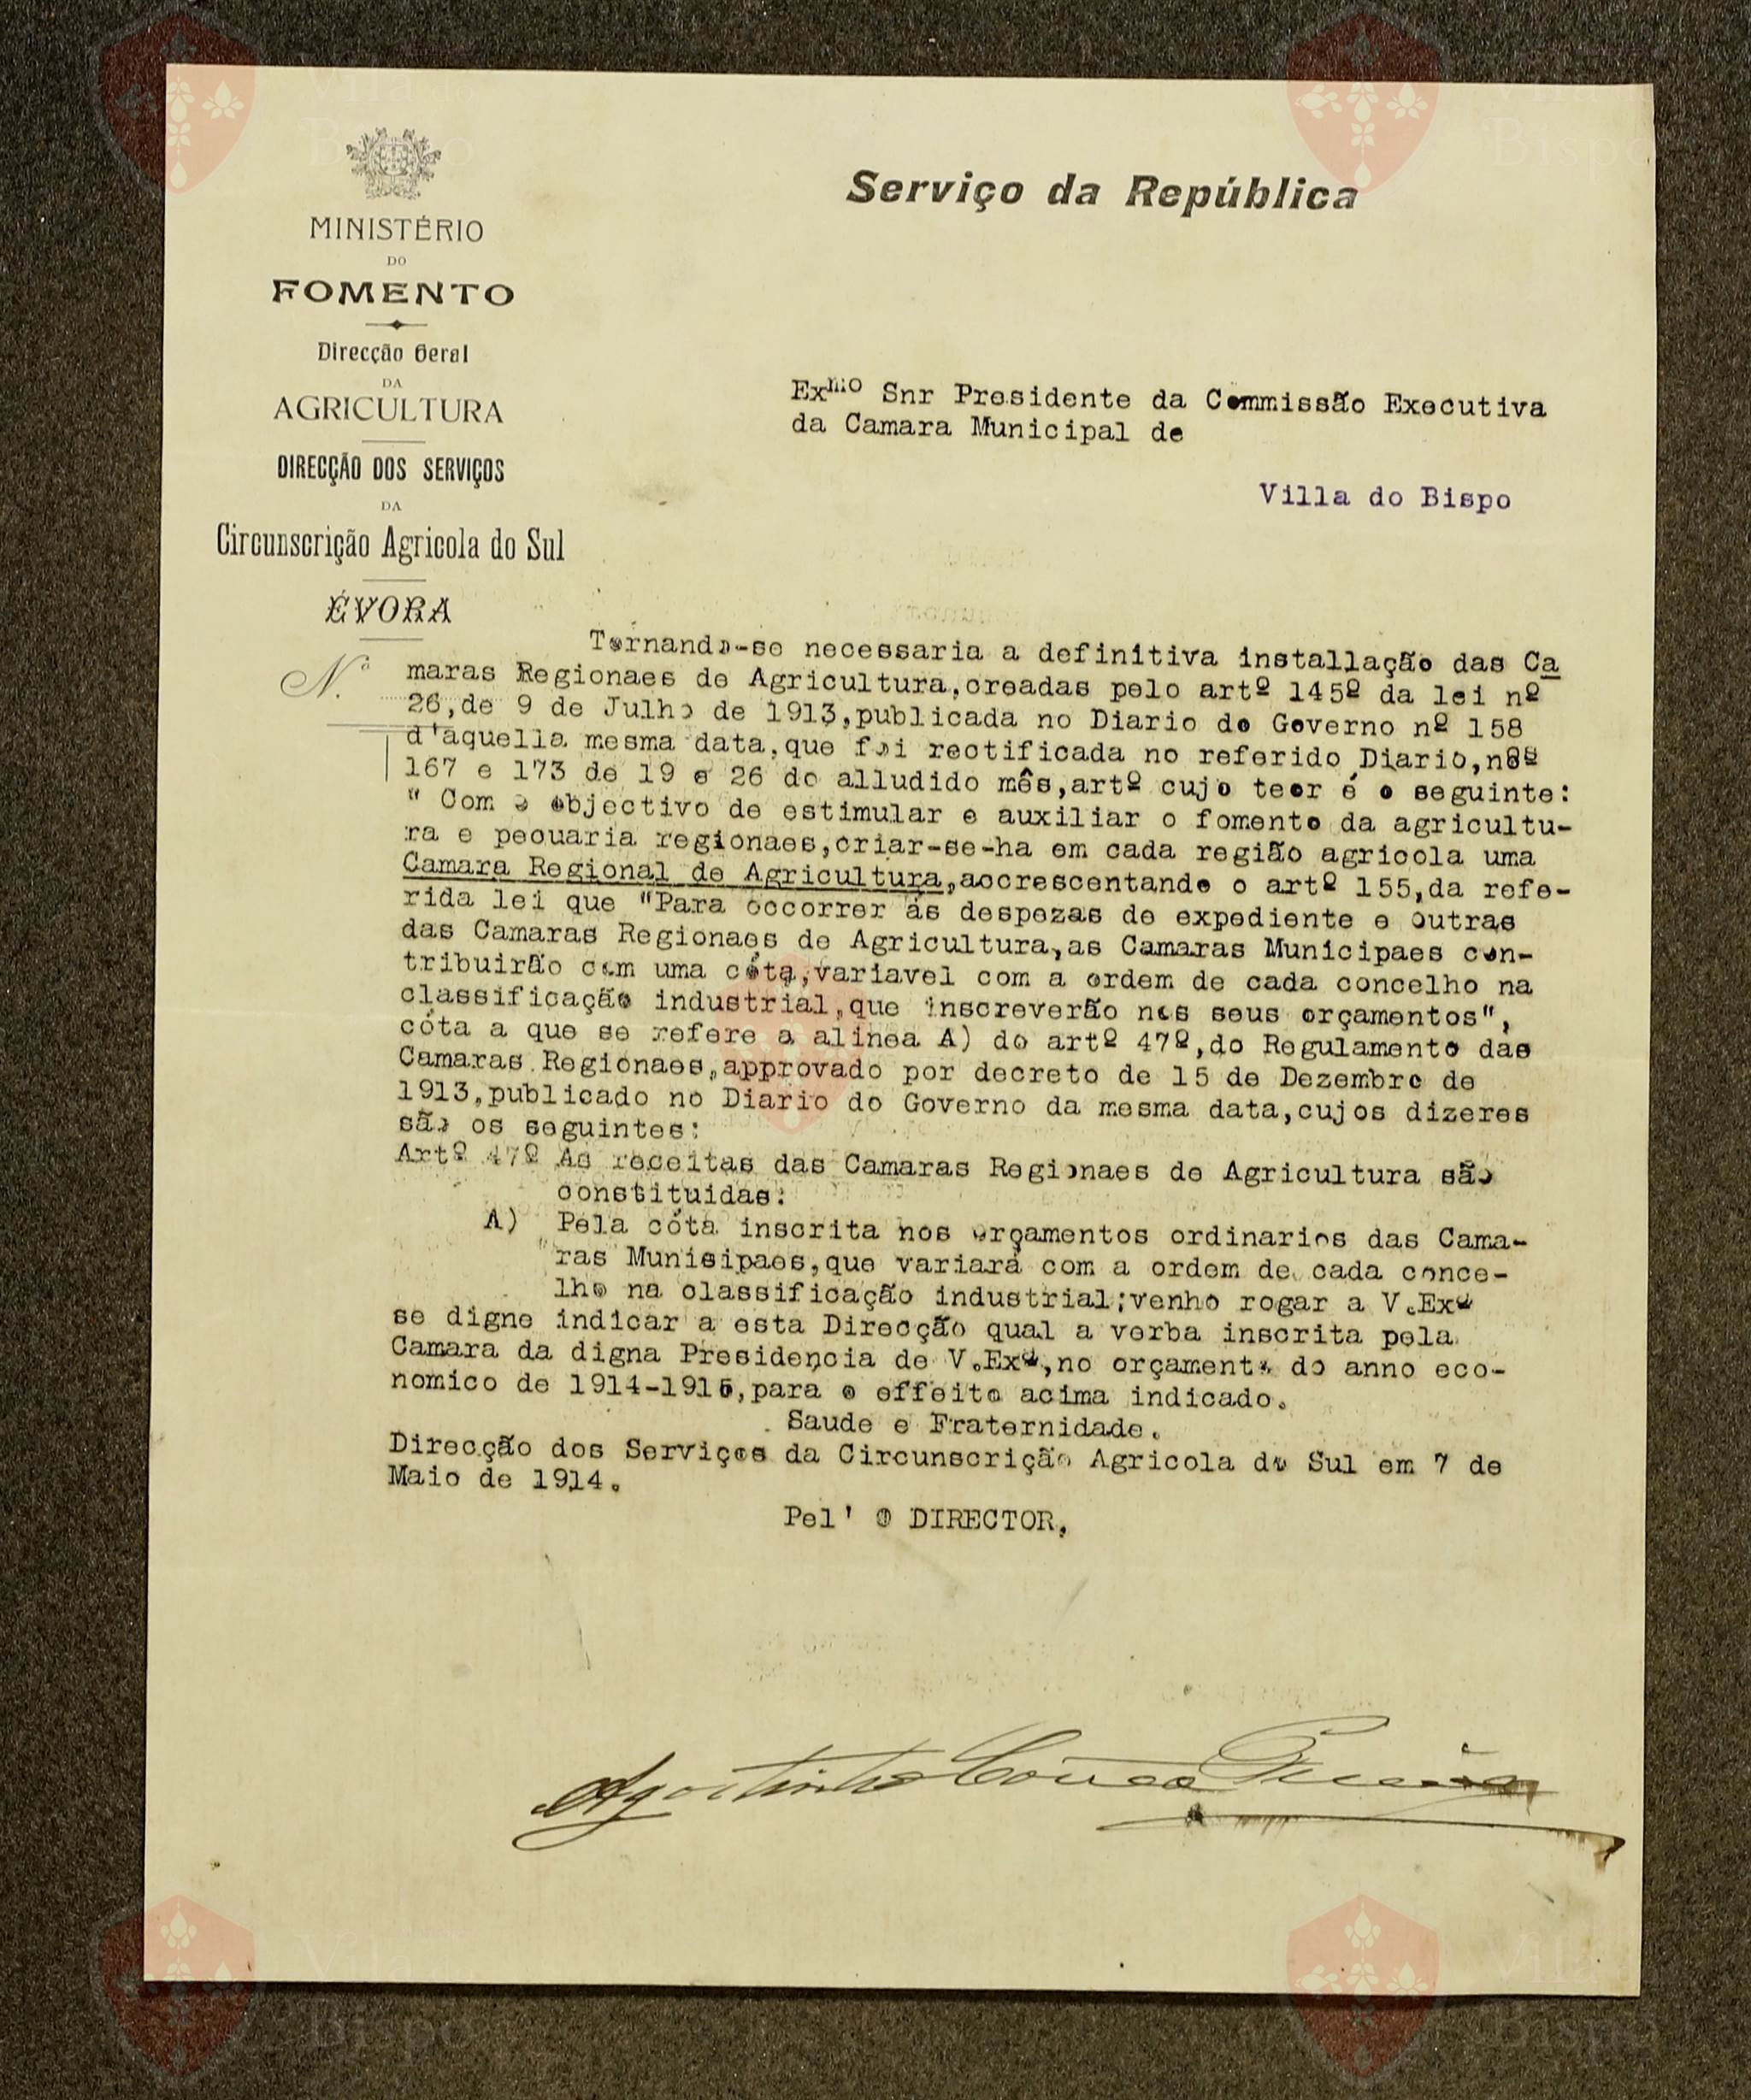 MINISTÉRIO
DO
FOMENTO
Direcção Geral
DA
AGRICULTURA
DIRECÇÃO DOS SERVIÇOS
DA
Circunscrição Agricola do Sul
ÉVORA
N.º
Serviço da República
Exmo Snr Presidente da Commissão Executiva
da Camara Municipal de
Villa do Bispo
Tornando-se necessaria a definitiva installação das Ca
maras Regionaes de Agricultura,creadas pelo artº 145º da lei nº
26,de 9 de Julho de 1913,publicada no Diario do Governo nº 158
d'aquella mesma data,que foi rectificada no referido Diario,nºs
167 e 173 de 19 e 26 do alludido mês,artº cujo teor é o seguinte:
" Com o objectivo de estimular e auxiliar o fomento da agricultu-
ra e pecuaria regionaes,criar-se-ha em cada região agricola uma
Camara Regional de Agricultura,accrescentando o artº 155,da refe-
rida lei que "Para occorrer ás despezas de expediente e outras
das Camaras Regionaes de Agricultura,as Camaras Municipaes con-
tribuirão com uma cóta,variavel com a ordem de cada concelho na
classificação industrial,que inscreverão nos seus orçamentos",
cóta a que se refere a alinea A) do artº 47º,do Regulamento das
Camaras Regionaes,approvado por decreto de 15 de Dezembro de
1913,publicado no Diario do Governo da mesma data,cujos dizeres
são os seguintes:
Artº 47º As receitas das Camaras Regionaes de Agricultura são
constituidas:
A) Pela cóta inscrita nos orçamentos ordinarios das Cama-
ras Munisipaes,que variará com a ordem de cada conce-
lho na classificação industrial;venho rogar a V.Exª
se digne indicar a esta Direcção qual a verba inscrita pela
Camara da digna Presidencia de V.Exª,no orçamento do anno eco-
nomico de 1914-1915,para o effeito acima indicado.
Saude e Fraternidade.
Direcção dos Serviços da Circunscrição Agricola do Sul em 7 de
Maio de 1914.
Pel' O DIRECTOR,
Agostinho
Vila do
Bispo